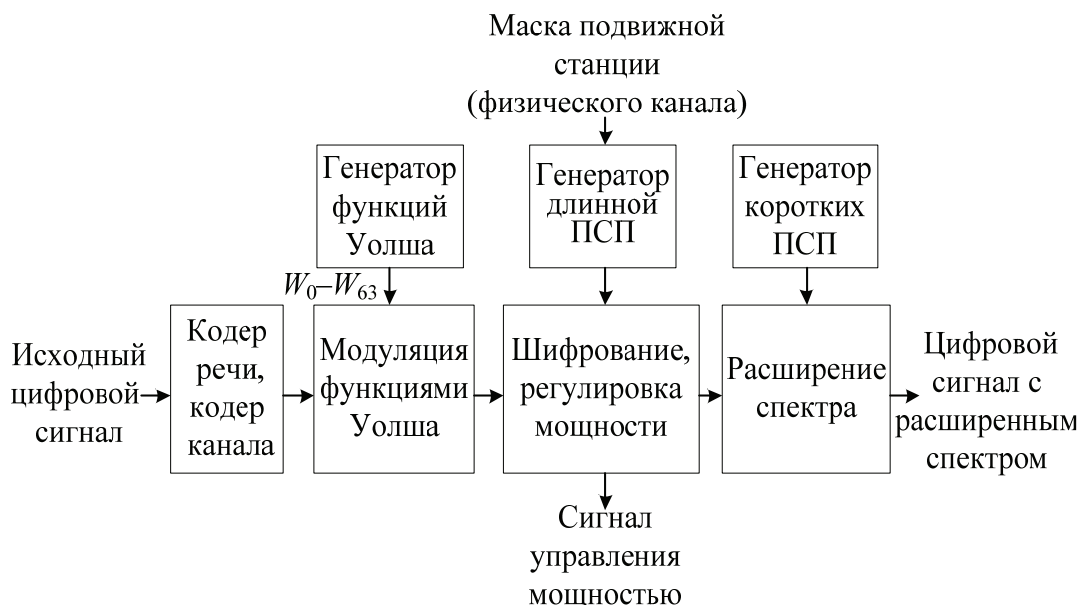 Маска подвижной
станции
(физического канала)
Генератор
функций
Уолша
Генератор
длинной
ПСП
Генератор
коротких
ПСП
W₀–W₆₃
Исходный
цифровой
сигнал
Кодер
речи,
кодер
канала
Модуляция
функциями
Уолша
Шифрование,
регулировка
мощности
Расширение
спектра
Цифровой
сигнал с
расширенным
спектром
Сигнал
управления
мощностью